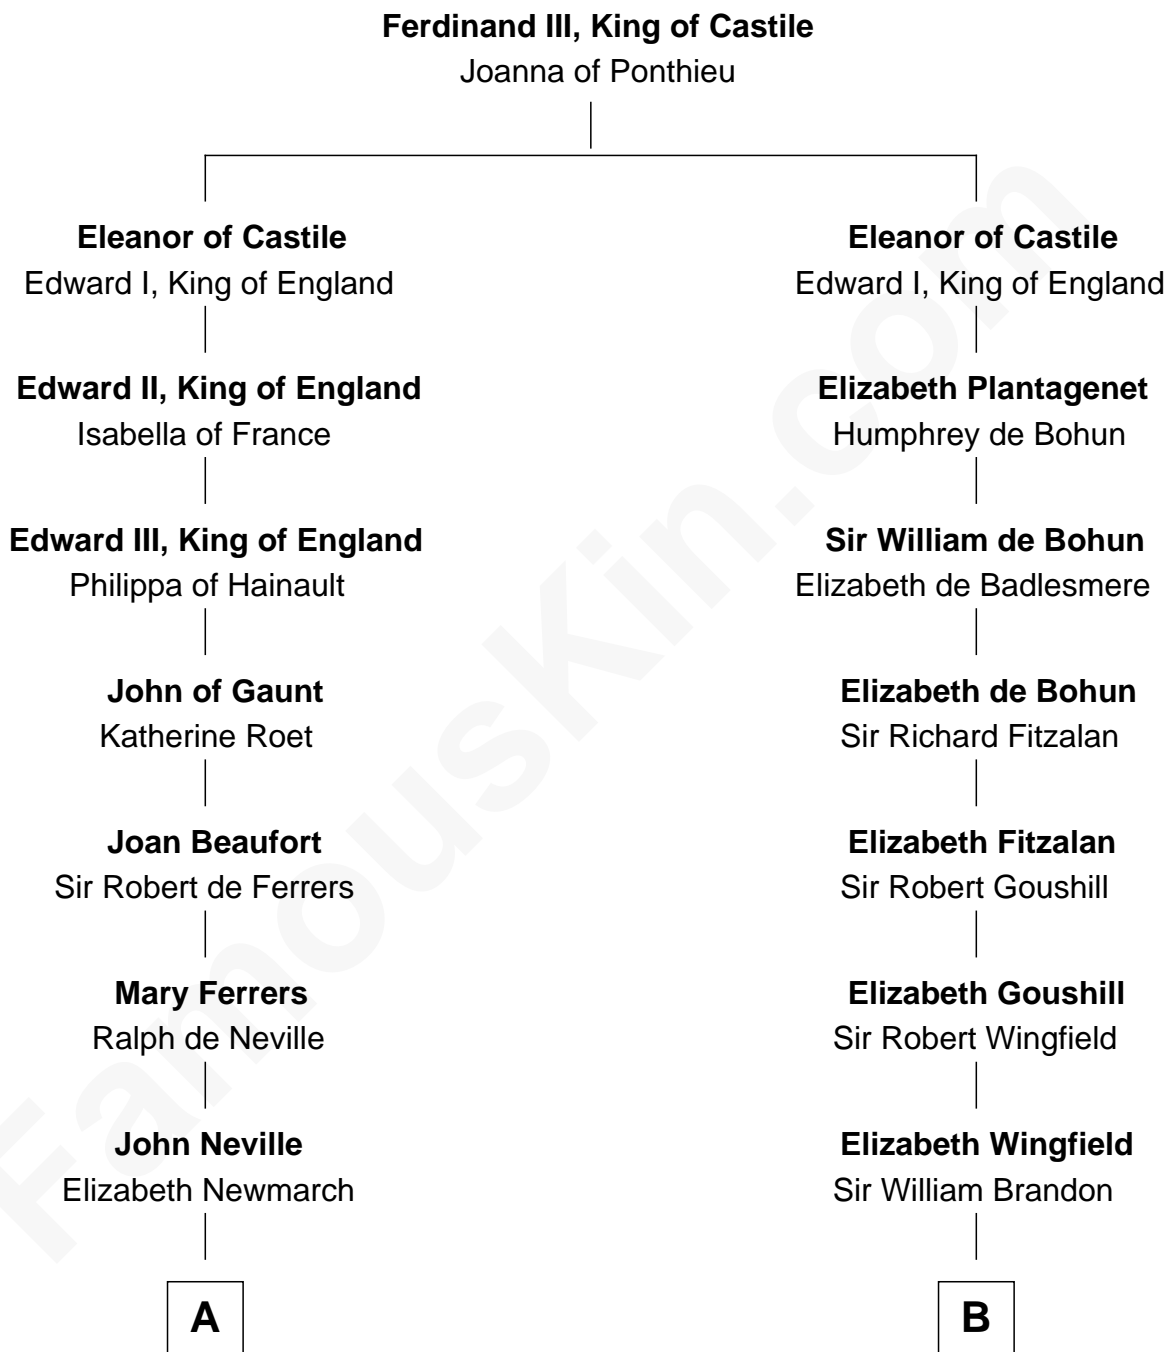 Ferdinand III, King of Castile
Joanna of Ponthieu
Eleanor of Castile
Edward I, King of England
Eleanor of Castile
Edward I, King of England
Edward II, King of England
Isabella of France
Elizabeth Plantagenet
Humphrey de Bohun
Edward III, King of England
Philippa of Hainault
Sir William de Bohun
Elizabeth de Badlesmere
John of Gaunt
Katherine Roet
Elizabeth de Bohun
Sir Richard Fitzalan
Joan Beaufort
Sir Robert de Ferrers
Elizabeth Fitzalan
Sir Robert Goushill
Mary Ferrers
Ralph de Neville
Elizabeth Goushill
Sir Robert Wingfield
John Neville
Elizabeth Newmarch
Elizabeth Wingfield
Sir William Brandon
A
B
FamousKin.com